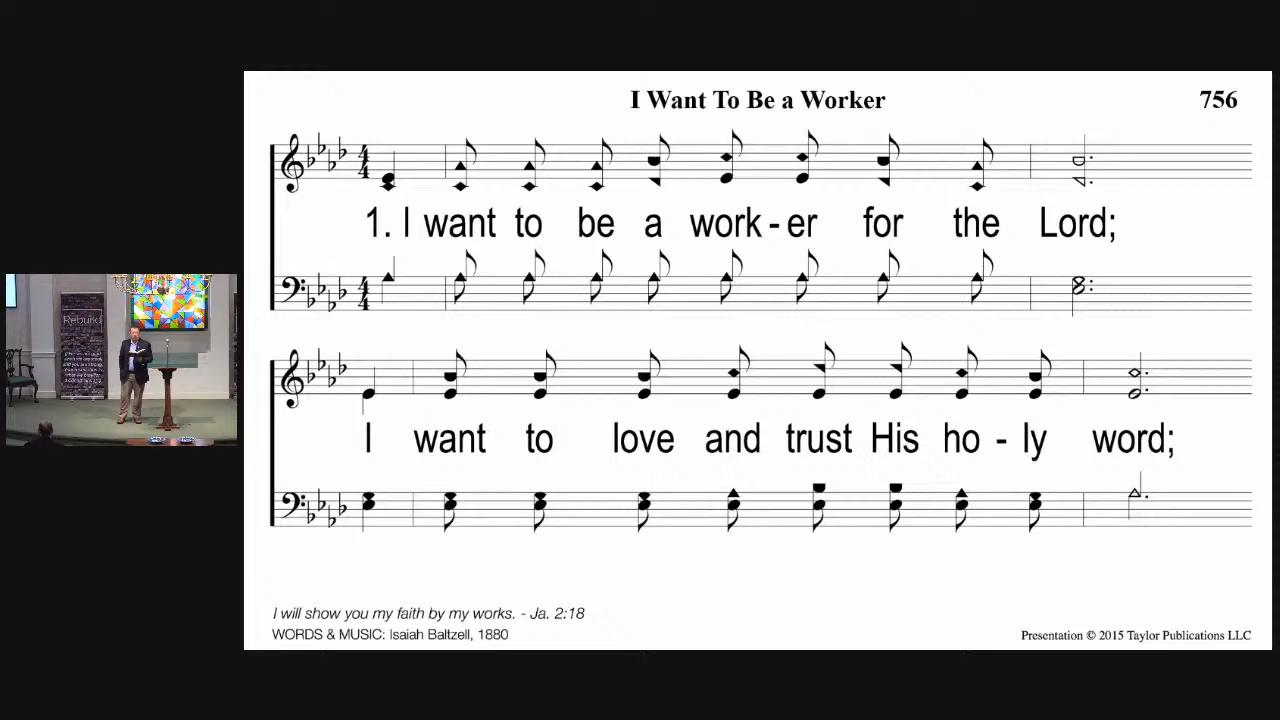 I Want To Be a Worker
756
1. I want to be a work - er for the Lord;
I want to love and trust His ho - ly word;
I will show you my faith by my works. - Ja. 2:18
WORDS & MUSIC: Isaiah Baltzell, 1880
Presentation © 2015 Taylor Publications LLC
Rebuild